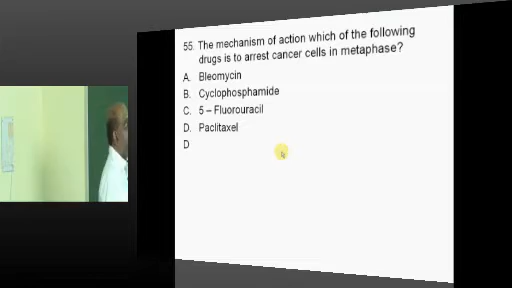 55. The mechanism of action which of the following
drugs is to arrest cancer cells in metaphase?
A. Bleomycin
B. Cyclophosphamide
C. 5 – Fluorouracil
D. Paclitaxel
D